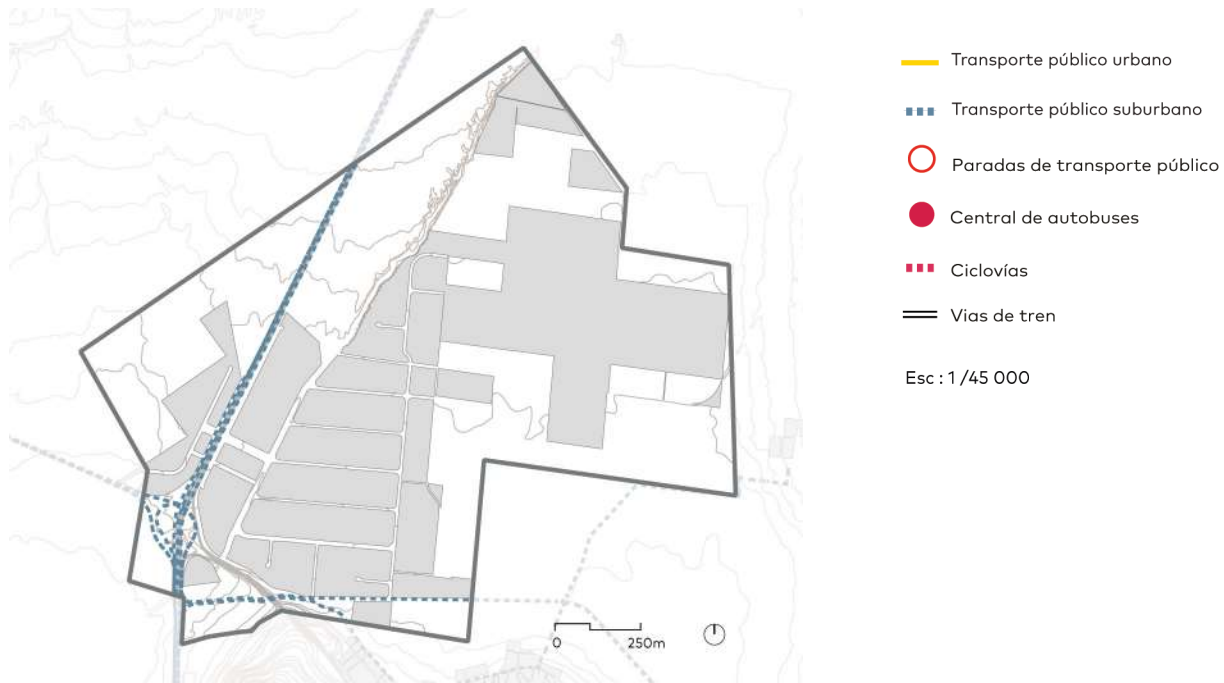 Transporte público urbano
Transporte público suburbano
Paradas de transporte público
Central de autobuses
Ciclovías
Vias de tren
Esc : 1 /45 000
0 250m